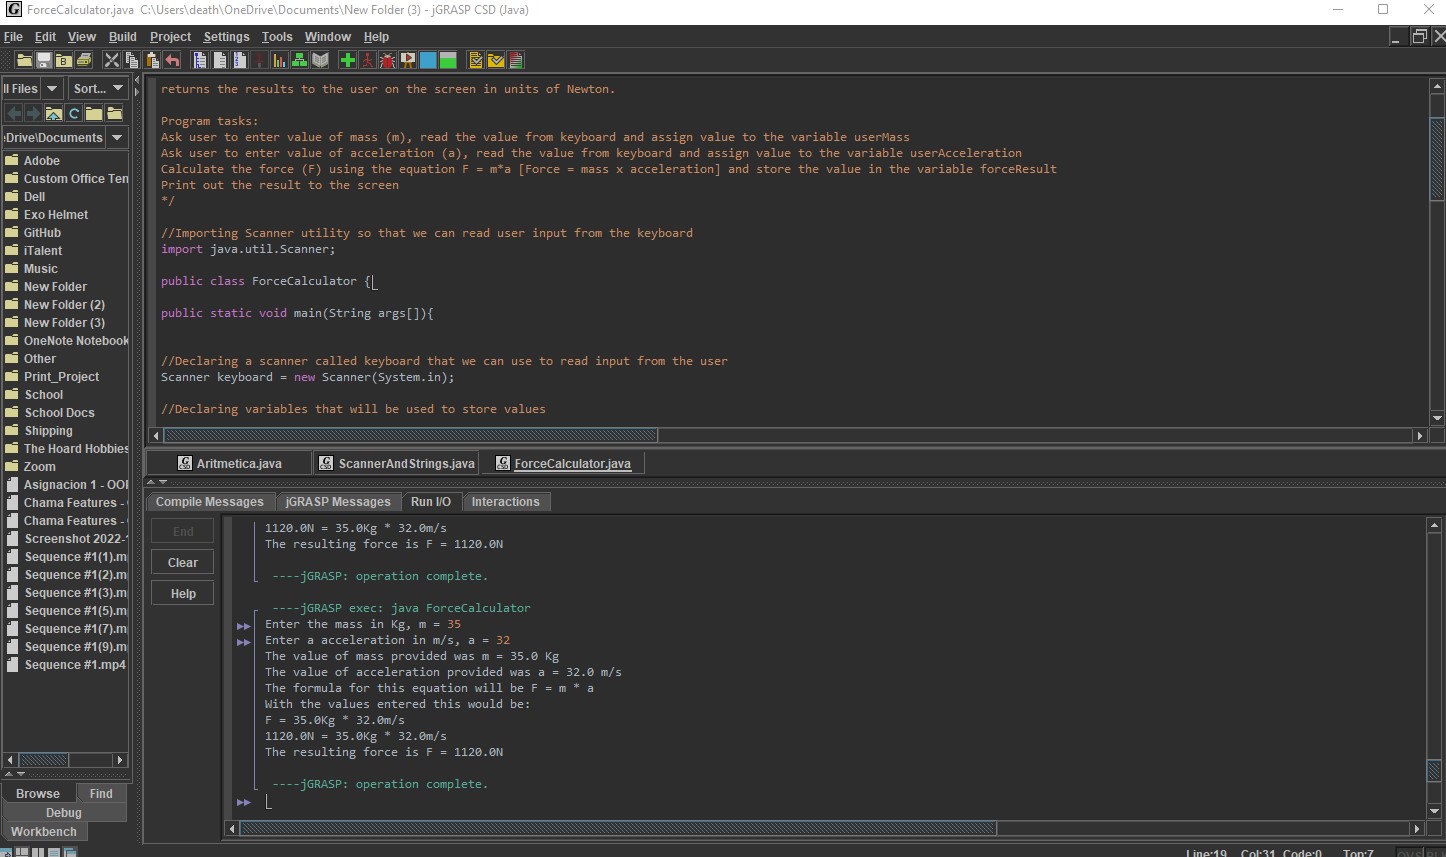 ForceCalculator.java C:\Users\death\OneDrive\Documents\New Folder (3) - jGRASP CSD (Java)
File Edit View Build Project Settings Tools Window Help
ll Files Sort...
:Drive\Documents
Adobe
Custom Office Ten
Dell
Exo Helmet
GitHub
iTalent
Music
New Folder
New Folder (2)
New Folder (3)
OneNote Notebook
Other
Print_Project
School
School Docs
Shipping
The Hoard Hobbies
Zoom
Asignacion 1 - OOP
Chama Features -
Chama Features -
Screenshot 2022-
Sequence #1(1).m
Sequence #1(2).m
Sequence #1(3).m
Sequence #1(5).m
Sequence #1(7).m
Sequence #1(9).m
Sequence #1.mp4
Browse Find
Debug
Workbench
returns the results to the user on the screen in units of Newton.
Program tasks:
Ask user to enter value of mass (m), read the value from keyboard and assign value to the variable userMass
Ask user to enter value of acceleration (a), read the value from keyboard and assign value to the variable userAcceleration
Calculate the force (F) using the equation F = m*a [Force = mass x acceleration] and store the value in the variable forceResult
Print out the result to the screen
*/
//Importing Scanner utility so that we can read user input from the keyboard
import java.util.Scanner;
public class ForceCalculator {
public static void main(String args[]){
//Declaring a scanner called keyboard that we can use to read input from the user
Scanner keyboard = new Scanner(System.in);
//Declaring variables that will be used to store values
Aritmetica.java ScannerAndStrings.java ForceCalculator.java
Compile Messages jGRASP Messages Run I/O Interactions
End
Clear
Help
1120.0N = 35.0Kg * 32.0m/s
The resulting force is F = 1120.0N
----jGRASP: operation complete.
----jGRASP exec: java ForceCalculator
Enter the mass in Kg, m = 35
Enter a acceleration in m/s, a = 32
The value of mass provided was m = 35.0 Kg
The value of acceleration provided was a = 32.0 m/s
The formula for this equation will be F = m * a
With the values entered this would be:
F = 35.0Kg * 32.0m/s
1120.0N = 35.0Kg * 32.0m/s
The resulting force is F = 1120.0N
----jGRASP: operation complete.
Line:19 Col:31 Code:0 Top:7